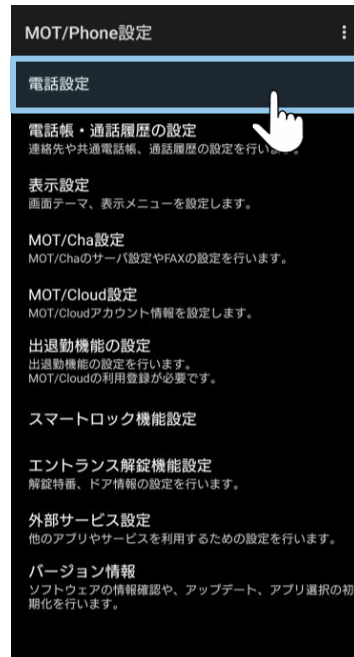 MOT/Phone設定
電話設定
電話帳・通話履歴の設定
連絡先や共通電話帳、通話履歴の設定を行い
表示設定
画面テーマ、表示メニューを設定します。
MOT/Cha設定
MOT/Chaのサーバ設定やFAXの設定を行います。
MOT/Cloud設定
MOT/Cloudアカウント情報を設定します。
出退勤機能の設定
出退勤機能の設定を行います。
MOT/Cloudの利用登録が必要です。
スマートロック機能設定
エントランス解錠機能設定
解錠特番、ドア情報の設定を行います。
外部サービス設定
他のアプリやサービスを利用するための設定を行います。
バージョン情報
ソフトウェアの情報確認や、アップデート、アプリ選択の初
期化を行います。